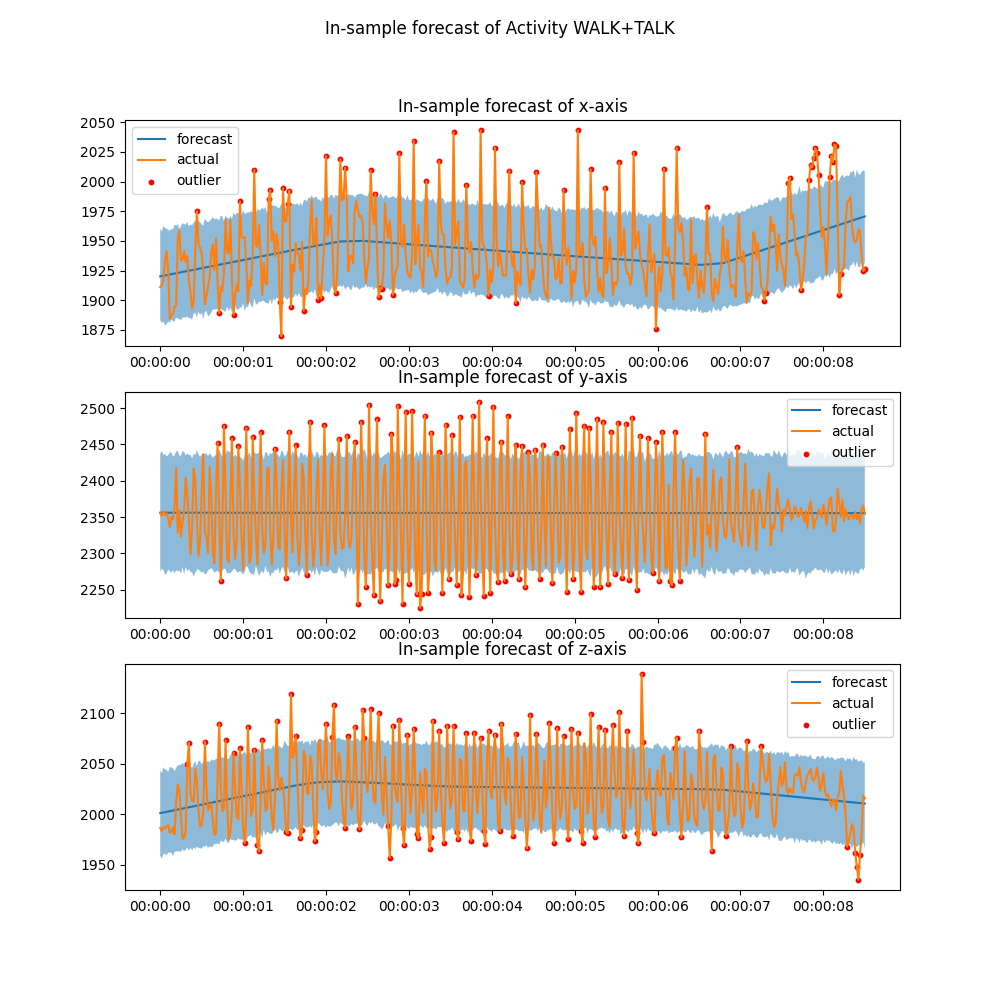 In-sample forecast of Activity WALK+TALK
In-sample forecast of x-axis
forecast
actual
outlier
2050
2025
2000
1975
1950
1925
1900
1875
00:00:00 00:00:01 00:00:02 00:00:03 00:00:04 00:00:05 00:00:06 00:00:07 00:00:08
In-sample forecast of y-axis
forecast
actual
outlier
2500
2450
2400
2350
2300
2250
00:00:00 00:00:01 00:00:02 00:00:03 00:00:04 00:00:05 00:00:06 00:00:07 00:00:08
In-sample forecast of z-axis
forecast
actual
outlier
2100
2050
2000
1950
00:00:00 00:00:01 00:00:02 00:00:03 00:00:04 00:00:05 00:00:06 00:00:07 00:00:08